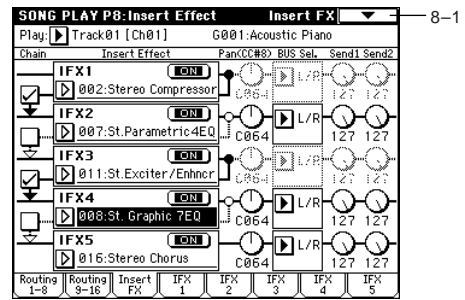 SONG PLAY P8:Insert Effect Insert FX
8–1
Play: Track01 [Ch01] G001:Acoustic Piano
Chain Insert Effect Pan(CC#8) BUS Sel. Send1 Send2
IFX1 ON
002:Stereo Compressor C064 L/R 127 127
IFX2 ON
007:St.Parametric4EQ C064 L/R 127 127
IFX3 ON
011:St.Exciter/Enhncr C064 L/R 127 127
IFX4 ON
008:St. Graphic 7EQ C064 L/R 127 127
IFX5 ON
016:Stereo Chorus C064 L/R 127 127
Routing 1-8 Routing 9-16 Insert FX IFX 1 IFX 2 IFX 3 IFX 4 IFX 5